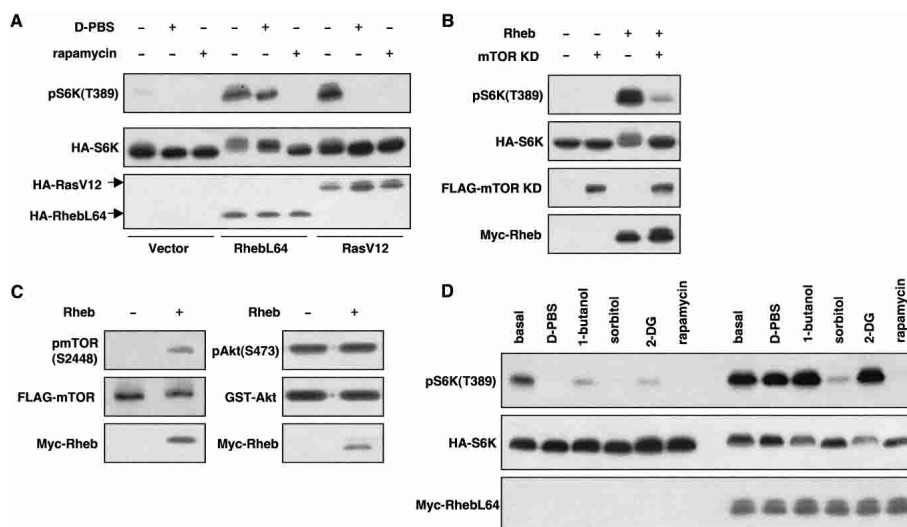 A
D-PBS - + - - + - - + -
rapamycin - - + - - + - - +
pS6K(T389)
HA-S6K
HA-RasV12
HA-RhebL64
Vector RhebL64 RasV12
B
Rheb - - + +
mTOR KD - + - +
pS6K(T389)
HA-S6K
FLAG-mTOR KD
Myc-Rheb
C
Rheb - +
pmTOR
(S2448)
FLAG-mTOR
Myc-Rheb
Rheb - +
pAkt(S473)
GST-Akt
Myc-Rheb
D
basal D-PBS 1-butanol sorbitol 2-DG rapamycin basal D-PBS 1-butanol sorbitol 2-DG rapamycin
pS6K(T389)
HA-S6K
Myc-RhebL64